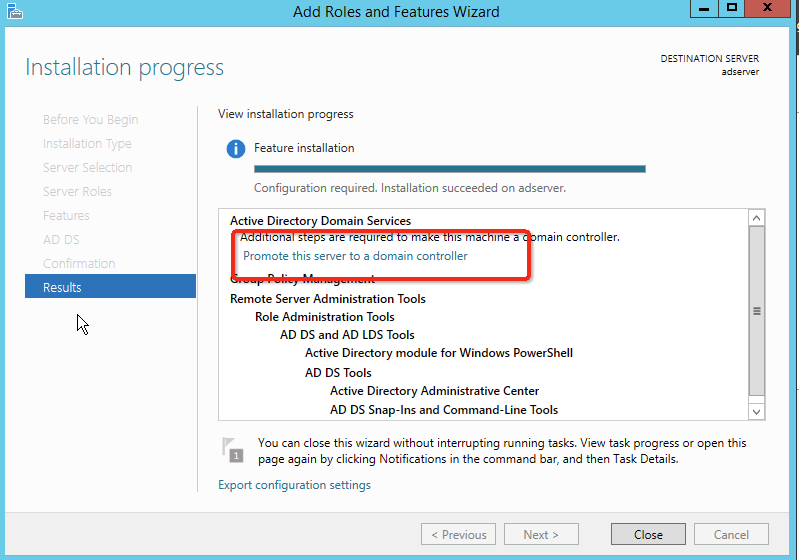 Add Roles and Features Wizard
Installation progress
DESTINATION SERVER
adserver
Before You Begin
Installation Type
Server Selection
Server Roles
Features
AD DS
Confirmation
Results
View installation progress
Feature installation
Configuration required. Installation succeeded on adserver.
Active Directory Domain Services
Additional steps are required to make this machine a domain controller.
Promote this server to a domain controller
Group Policy Management
Remote Server Administration Tools
Role Administration Tools
AD DS and AD LDS Tools
Active Directory module for Windows PowerShell
AD DS Tools
Active Directory Administrative Center
AD DS Snap-Ins and Command-Line Tools
1
You can close this wizard without interrupting running tasks. View task progress or open this
page again by clicking Notifications in the command bar, and then Task Details.
Export configuration settings
< Previous
Next >
Close
Cancel